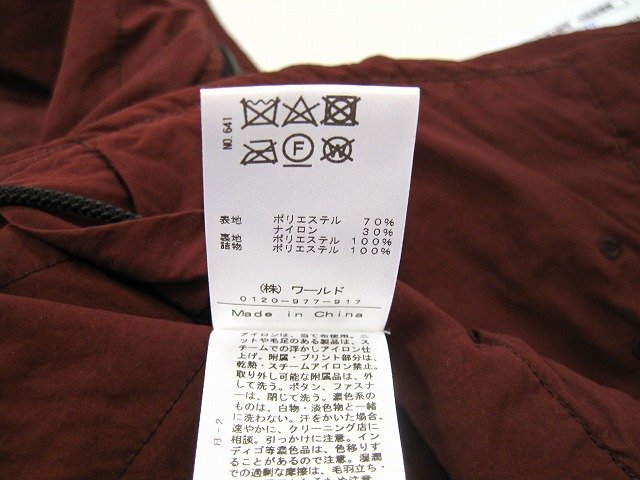 NO.641
F
W
表地 ポリエステル 70%
ナイロン 30%
裏地 ポリエステル 100%
詰物 ポリエステル 100%
(株) ワールド
0120-977-917
Made in China
アイロンは、当て布使用。ニ
ットや毛足のある製品は、ス
チームでの浮かしアイロン仕
上げ。附属・プリント部分は、
乾熱・スチームアイロン禁止。
取り外し可能な附属品は、外
して洗う。ボタン、ファスナ
ーは、閉じて洗う。濃色系の
ものは、白物・淡色物と一緒
に洗わない。汗をかいた場合、
速やかに、クリーニング店に
相談。引っかけに注意。イン
ディゴ等濃色品は、色移りす
ることがあるので注意。湿潤
での過剰な摩擦は、毛羽立ち・
B-2